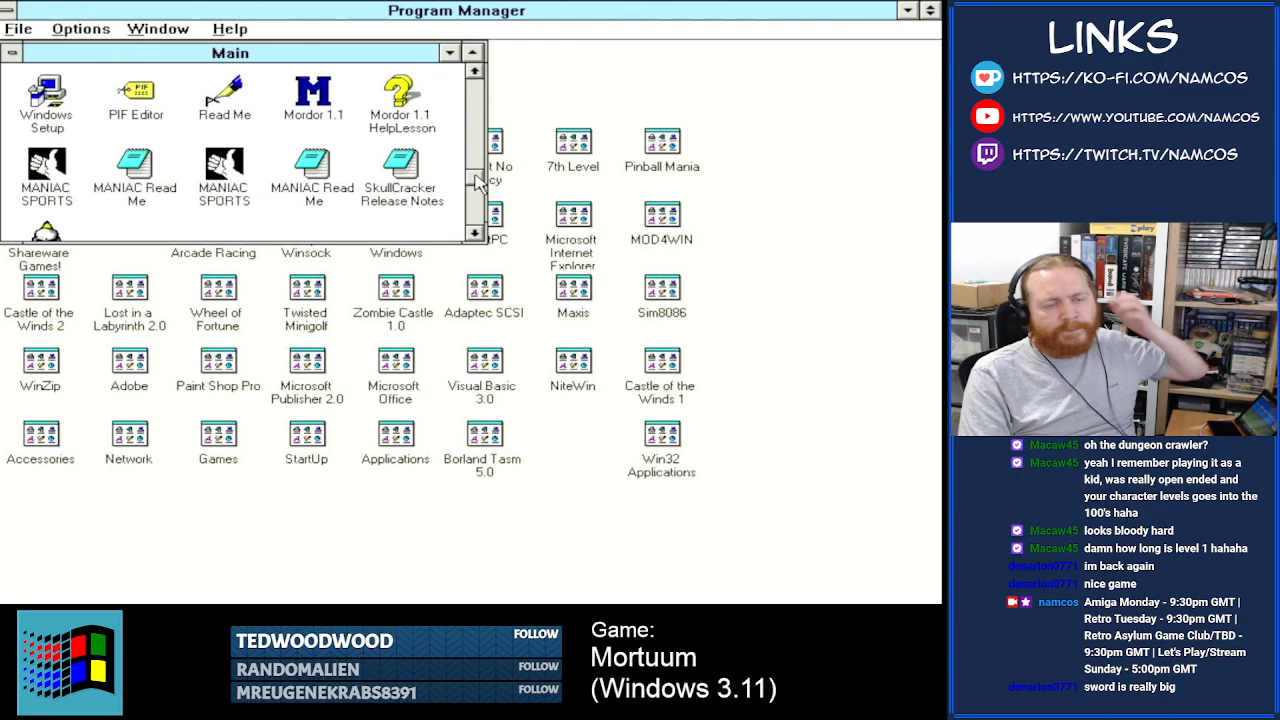 Program Manager
File Options Window Help
Main
Windows Setup
PIF Editor
Read Me
Mordor 1.1
Mordor 1.1 HelpLesson
MANIAC SPORTS
MANIAC Read Me
MANIAC SPORTS
MANIAC Read Me
SkullCracker Release Notes
t No
cy
7th Level
Pinball Mania
PC
Microsoft Internet Explorer
MOD4WIN
Shareware Games!
Arcade Racing
Winsock
Windows
Castle of the Winds 2
Lost in a Labyrinth 2.0
Wheel of Fortune
Twisted Minigolf
Zombie Castle 1.0
Adaptec SCSI
Maxis
Sim8086
WinZip
Adobe
Paint Shop Pro
Microsoft Publisher 2.0
Microsoft Office
Visual Basic 3.0
NiteWin
Castle of the Winds 1
Accessories
Network
Games
StartUp
Applications
Borland Tasm 5.0
Win32 Applications
LINKS
HTTPS://KO-FI.COM/NAMCOS
HTTPS://WWW.YOUTUBE.COM/NAMCOS
HTTPS://TWITCH.TV/NAMCOS
Macaw45 oh the dungeon crawler?
Macaw45 yeah I remember playing it as a
kid, was really open ended and
your character levels goes into the
100's haha
Macaw45 looks bloody hard
Macaw45 damn how long is level 1 hahaha
denarion0771 im back again
denarion0771 nice game
namcos Amiga Monday - 9:30pm GMT |
Retro Tuesday - 9:30pm GMT |
Retro Asylum Game Club/TBD -
9:30pm GMT | Let's Play/Stream
Sunday - 5:00pm GMT
denarion0771 sword is really big
TEDWOODWOOD FOLLOW
RANDOMALIEN FOLLOW
MREUGENEKRABS8391 FOLLOW
Game:
Mortuum
(Windows 3.11)